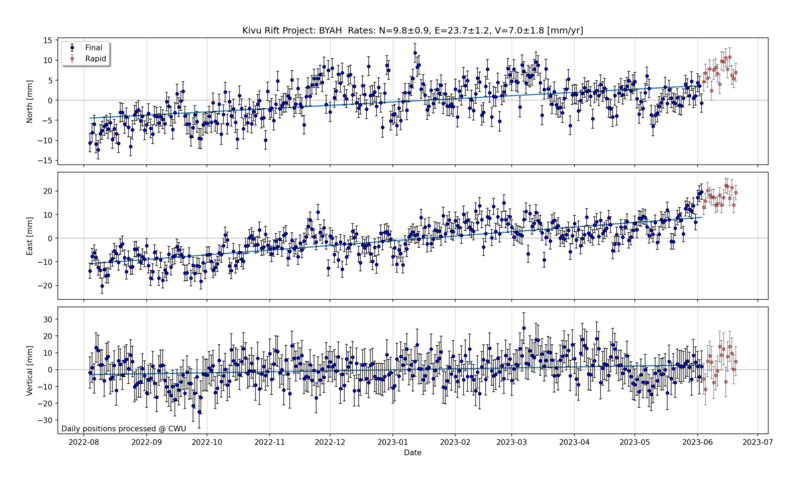 Kivu Rift Project: BYAH Rates: N=9.8±0.9, E=23.7±1.2, V=7.0±1.8 [mm/yr]
Final
Rapid
15
10
5
0
−5
−10
−15
North [mm]
20
10
0
−10
−20
East [mm]
30
20
10
0
−10
−20
−30
Vertical [mm]
Daily positions processed @ CWU
2022-08 2022-09 2022-10 2022-11 2022-12 2023-01 2023-02 2023-03 2023-04 2023-05 2023-06 2023-07
Date